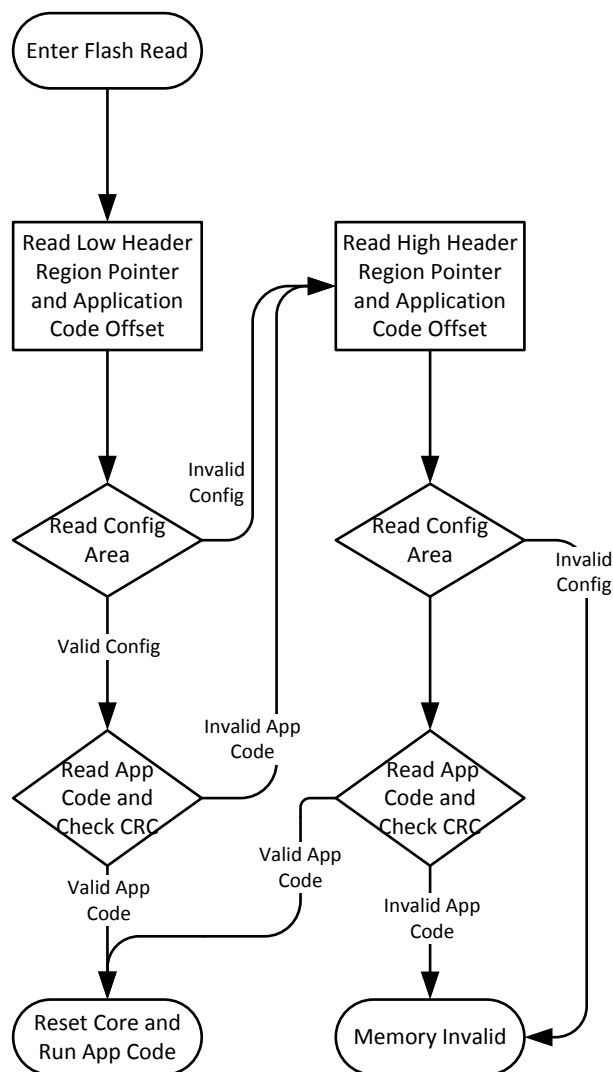 Enter Flash Read
Read Low Header
Region Pointer
and Application
Code Offset
Read High Header
Region Pointer
and Application
Code Offset
Invalid
Config
Read Config
Area
Read Config
Area
Invalid
Config
Valid Config
Invalid App
Code
Read App
Code and
Check CRC
Read App
Code and
Check CRC
Valid App
Code
Valid App
Code
Invalid App
Code
Reset Core and
Run App Code
Memory Invalid